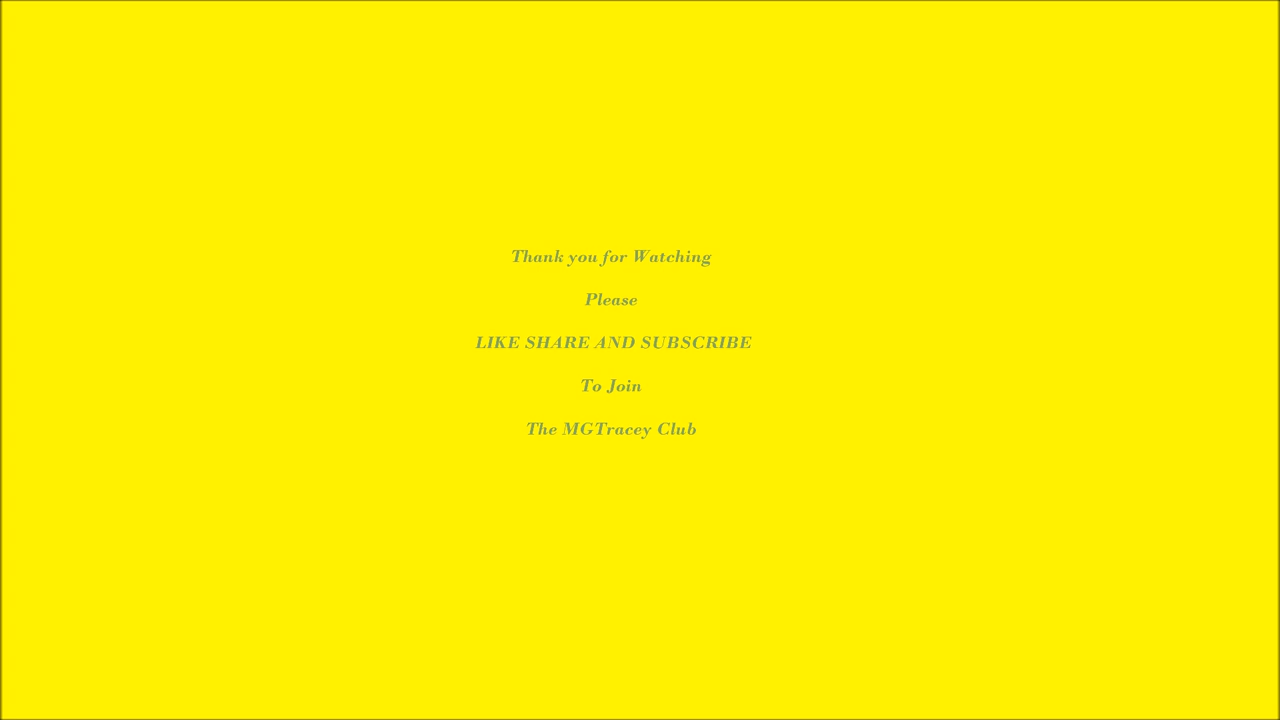 Thank you for Watching
Please
LIKE SHARE AND SUBSCRIBE
To Join
The MGTracey Club